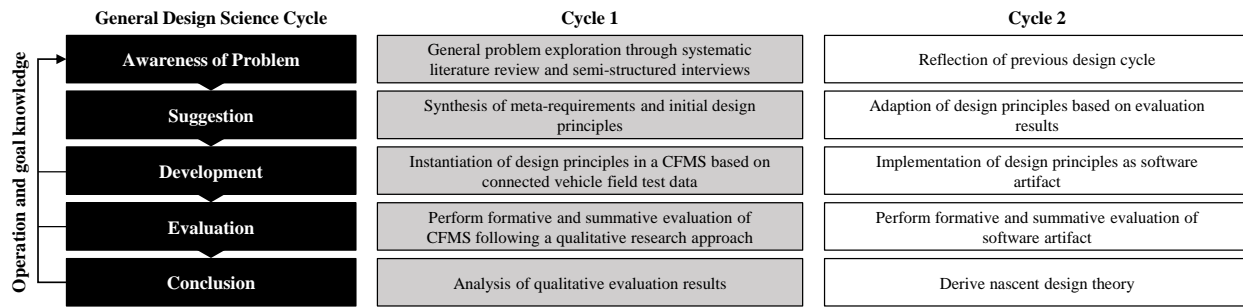 General Design Science Cycle
Cycle 1
Cycle 2
Operation and goal knowledge
Awareness of Problem
General problem exploration through systematic
literature review and semi-structured interviews
Reflection of previous design cycle
Suggestion
Synthesis of meta-requirements and initial design
principles
Adaption of design principles based on evaluation
results
Development
Instantiation of design principles in a CFMS based on
connected vehicle field test data
Implementation of design principles as software
artifact
Evaluation
Perform formative and summative evaluation of
CFMS following a qualitative research approach
Perform formative and summative evaluation of
software artifact
Conclusion
Analysis of qualitative evaluation results
Derive nascent design theory